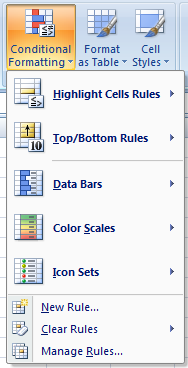 Conditional Format Cell
Formatting as Table Styles
Highlight Cells Rules
Top/Bottom Rules
Data Bars
Color Scales
Icon Sets
New Rule...
Clear Rules
Manage Rules...